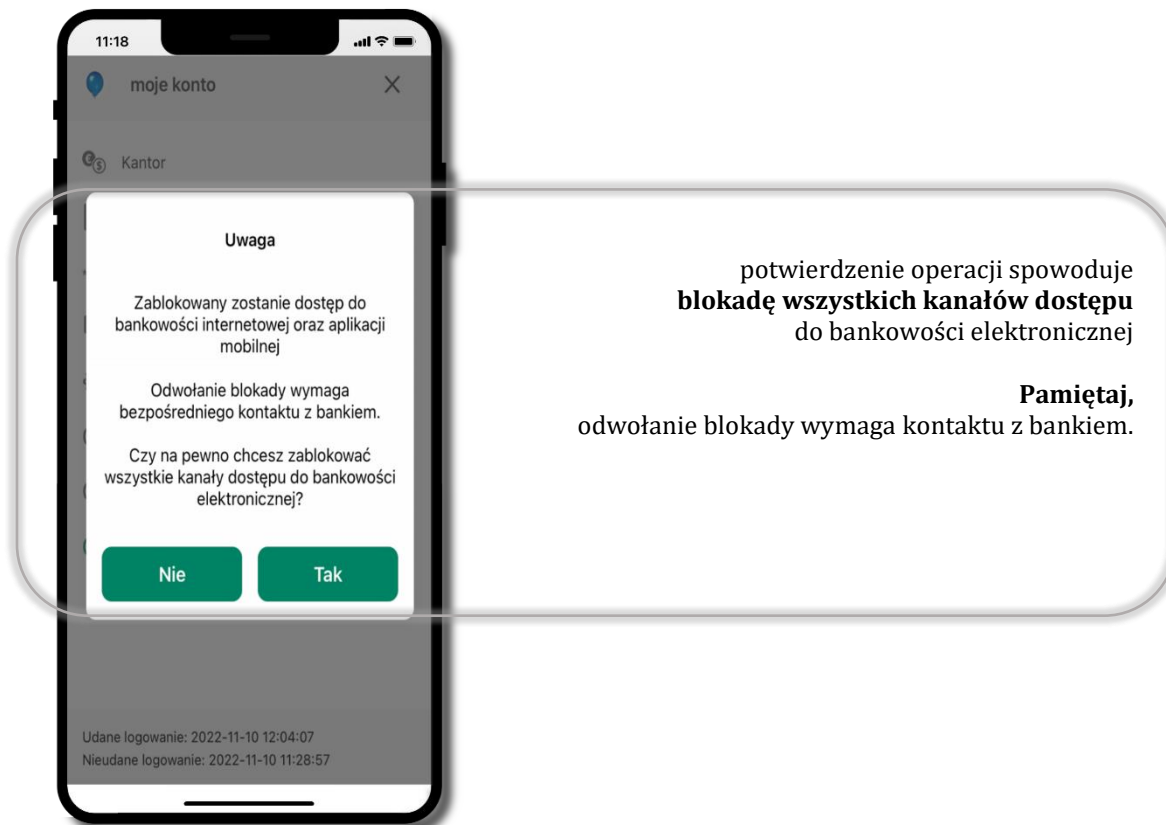 11:18
moje konto
Kantor
Uwaga
Zablokowany zostanie dostęp do
bankowości internetowej oraz aplikacji
mobilnej
Odwołanie blokady wymaga
bezpośredniego kontaktu z bankiem.
Czy na pewno chcesz zablokować
wszystkie kanały dostępu do bankowości
elektronicznej?
Nie Tak
Udane logowanie: 2022-11-10 12:04:07
Nieudane logowanie: 2022-11-10 11:28:57
potwierdzenie operacji spowoduje
blokadę wszystkich kanałów dostępu
do bankowości elektronicznej
Pamiętaj,
odwołanie blokady wymaga kontaktu z bankiem.